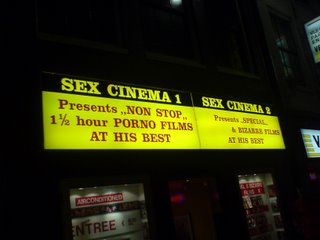 SEX CINEMA 1
Presents „NON STOP„
1½ hour PORNO FILMS
AT HIS BEST
SEX CINEMA 2
Presents „SPECIAL„
& BIZARRE FILMS
AT HIS BEST
AIRCONDITIONED
ENTREE